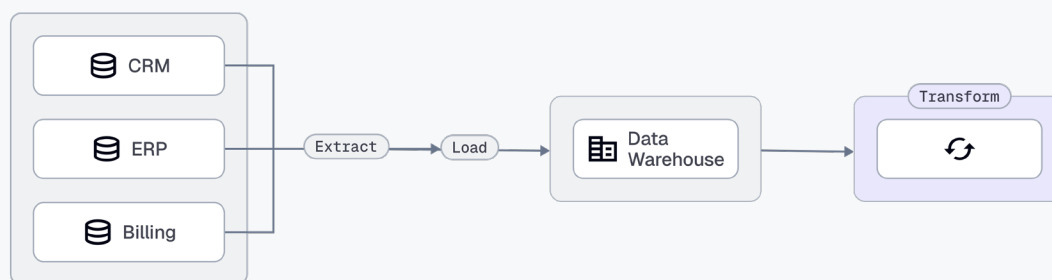 CRM
ERP
Billing
Extract
Load
Data
Warehouse
Transform